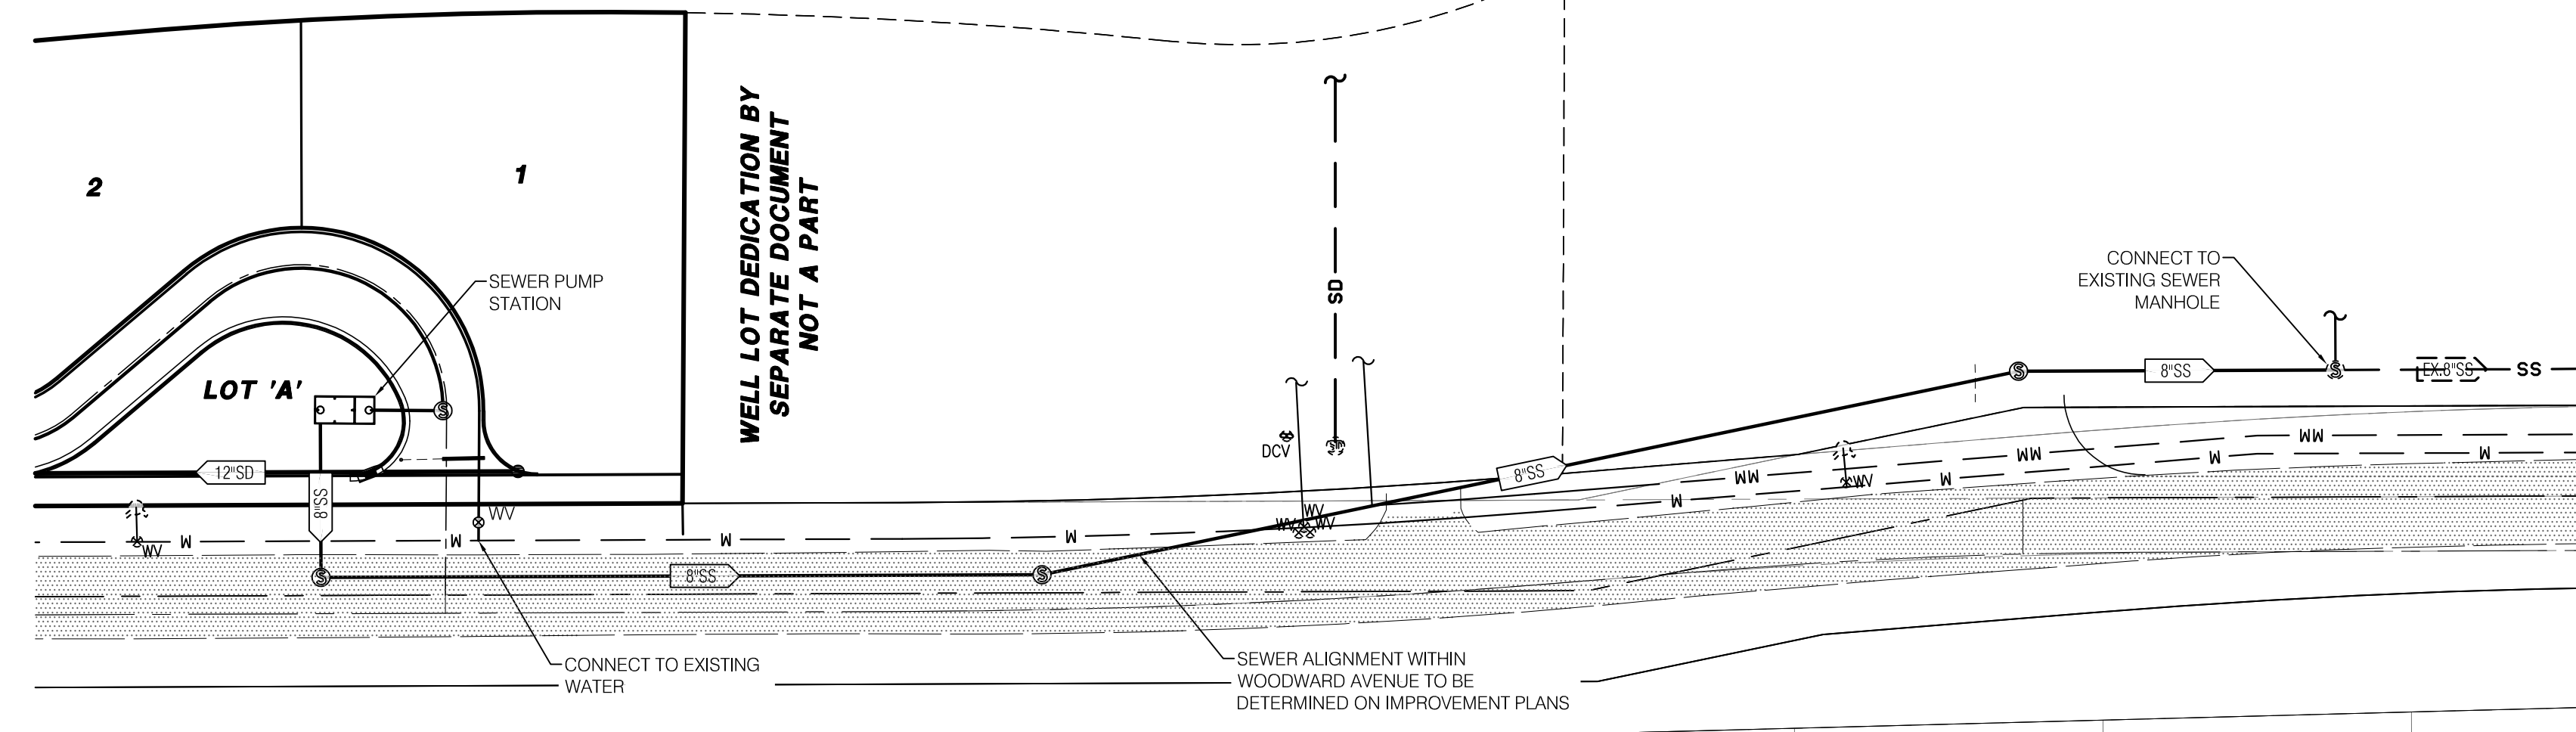 2
1
WELL LOT DEDICATION BY
SEPARATE DOCUMENT
NOT A PART
SEWER PUMP
STATION
LOT 'A'
12"SD
8"SS
WV
WV
W
W
W
W
8"SS
S
S
S
CONNECT TO EXISTING
WATER
SD
DCV
WV
WV
WV
8"SS
SEWER ALIGNMENT WITHIN
WOODWARD AVENUE TO BE
DETERMINED ON IMPROVEMENT PLANS
CONNECT TO
EXISTING SEWER
MANHOLE
S
8"SS
S
EX.8"SS
SS
WV
WW
WW
WW
W
W
W
W